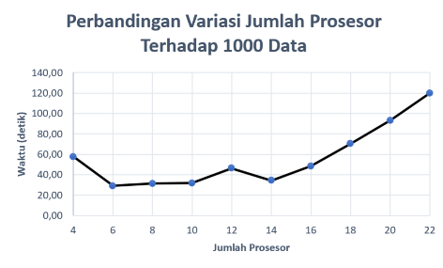 Perbandingan Variasi Jumlah Prosesor
Terhadap 1000 Data
140,00
120,00
100,00
80,00
60,00
40,00
20,00
0,00
Waktu (detik)
4 6 8 10 12 14 16 18 20 22
Jumlah Prosesor